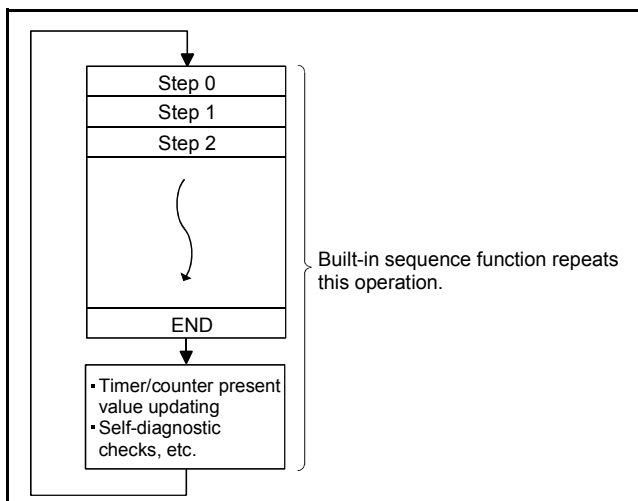 Step 0
Step 1
Step 2
END
▪ Timer/counter present
value updating
▪ Self-diagnostic
checks, etc.
Built-in sequence function repeats
this operation.